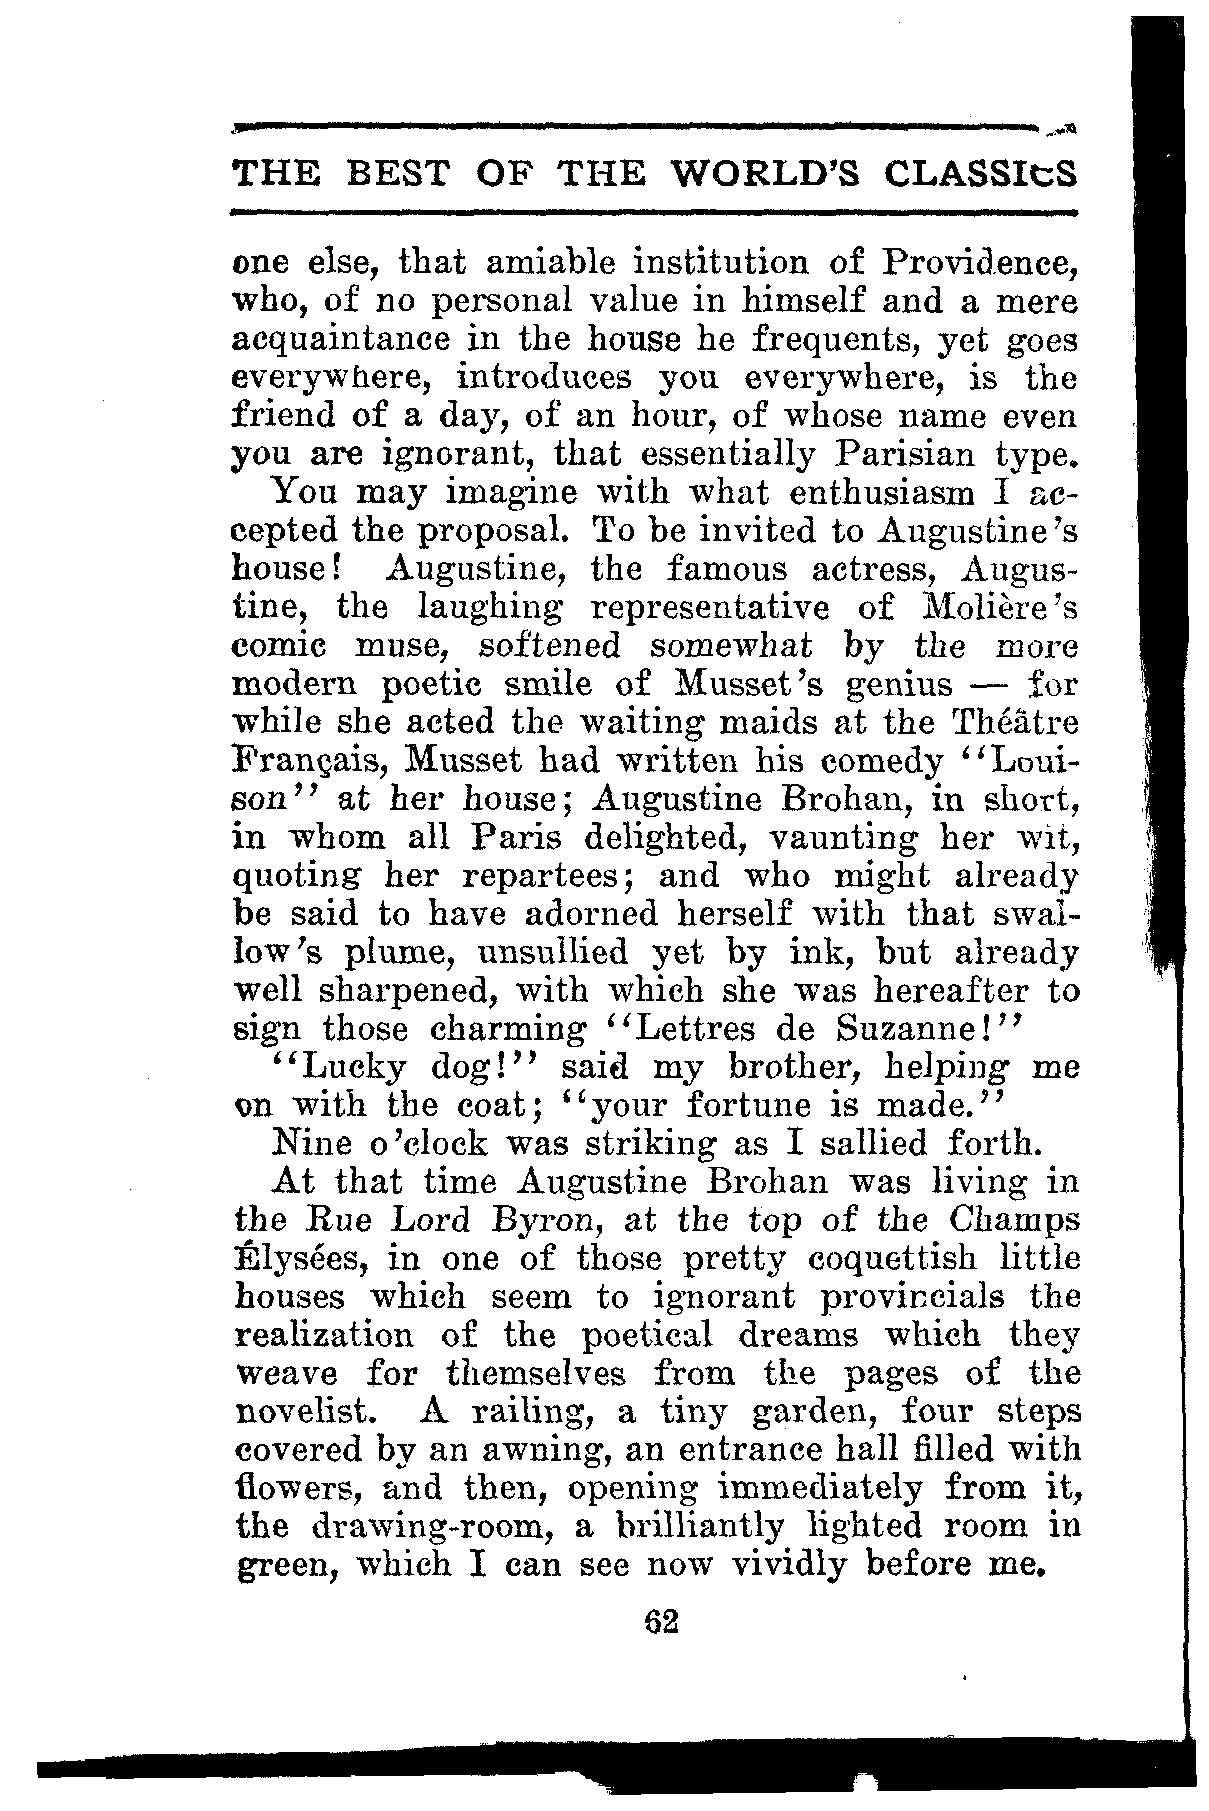 THE BEST OF THE WORLD'S CLASSICS
one else, that amiable institution of Providence,
who, of no personal value in himself and a mere
acquaintance in the house he frequents, yet goes
everywhere, introduces you everywhere, is the
friend of a day, of an hour, of whose name even
you are ignorant, that essentially Parisian type.
You may imagine with what enthusiasm I ac-
cepted the proposal. To be invited to Augustine's
house! Augustine, the famous actress, Augus-
tine, the laughing representative of Molière's
comic muse, softened somewhat by the more
modern poetic smile of Musset's genius — for
while she acted the waiting maids at the Théâtre
Français, Musset had written his comedy "Loui-
son" at her house; Augustine Brohan, in short,
in whom all Paris delighted, vaunting her wit,
quoting her repartees; and who might already
be said to have adorned herself with that swal-
low's plume, unsullied yet by ink, but already
well sharpened, with which she was hereafter to
sign those charming "Lettres de Suzanne!"
"Lucky dog!" said my brother, helping me
on with the coat; "your fortune is made."
Nine o'clock was striking as I sallied forth.
At that time Augustine Brohan was living in
the Rue Lord Byron, at the top of the Champs
Élysées, in one of those pretty coquettish little
houses which seem to ignorant provincials the
realization of the poetical dreams which they
weave for themselves from the pages of the
novelist. A railing, a tiny garden, four steps
covered by an awning, an entrance hall filled with
flowers, and then, opening immediately from it,
the drawing-room, a brilliantly lighted room in
green, which I can see now vividly before me.
62